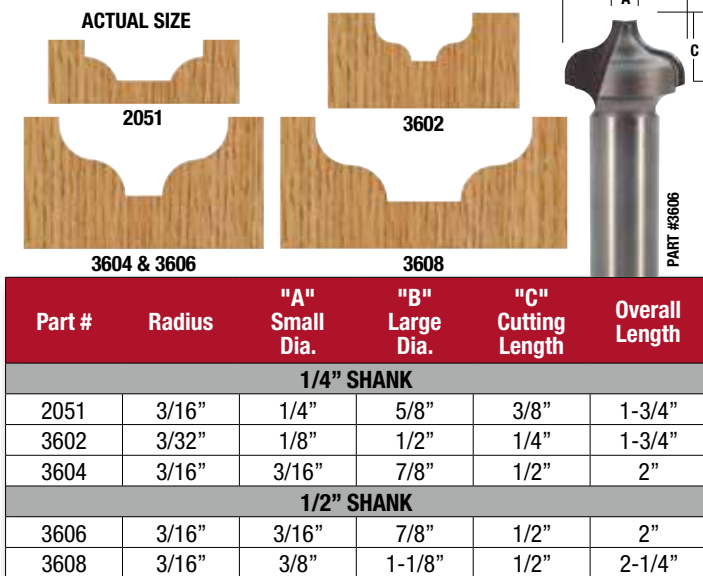 ACTUAL SIZE
A
C
2051
3602
3604 & 3606
3608
PART #3606
Part # Radius "A" Small Dia. "B" Large Dia. "C" Cutting Length Overall Length
1/4” SHANK
2051 3/16” 1/4” 5/8” 3/8” 1-3/4”
3602 3/32” 1/8” 1/2” 1/4” 1-3/4”
3604 3/16” 3/16” 7/8” 1/2” 2”
1/2” SHANK
3606 3/16” 3/16” 7/8” 1/2” 2”
3608 3/16” 3/8” 1-1/8” 1/2” 2-1/4”